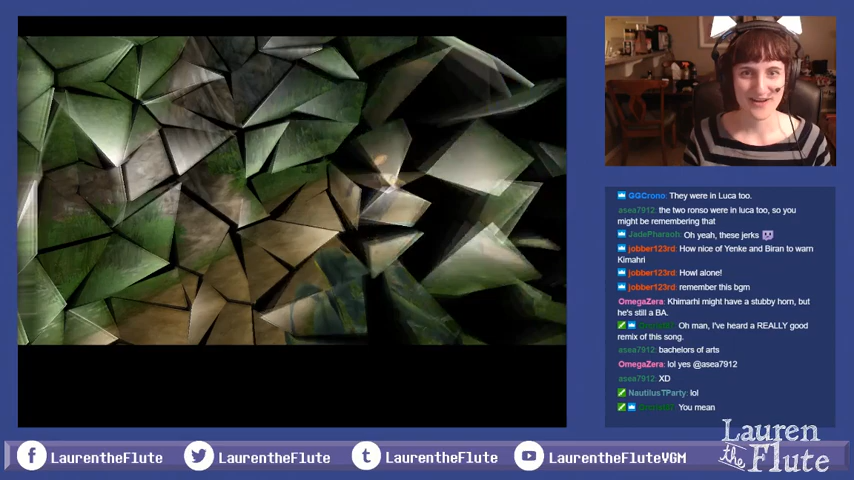 GGCrono: They were in Luca too.
asea7912: the two ronso were in luca too, so you
might be remembering that
JadePharaoh: Oh yeah, these jerks
jobber123rd: How nice of Yenke and Biran to warn
Kimahri
jobber123rd: Howl alone!
jobber123rd: remember this bgm
OmegaZera: Khimarhi might have a stubby horn, but
he's still a BA.
Oh man, I've heard a REALLY good
remix of this song.
asea7912: bachelors of arts
OmegaZera: lol yes @asea7912
asea7912: XD
NautilusTParty: lol
You mean
Lauren
the Flute
LaurentheFlute
LaurentheFlute
LaurentheFlute
LaurentheFluteVGM